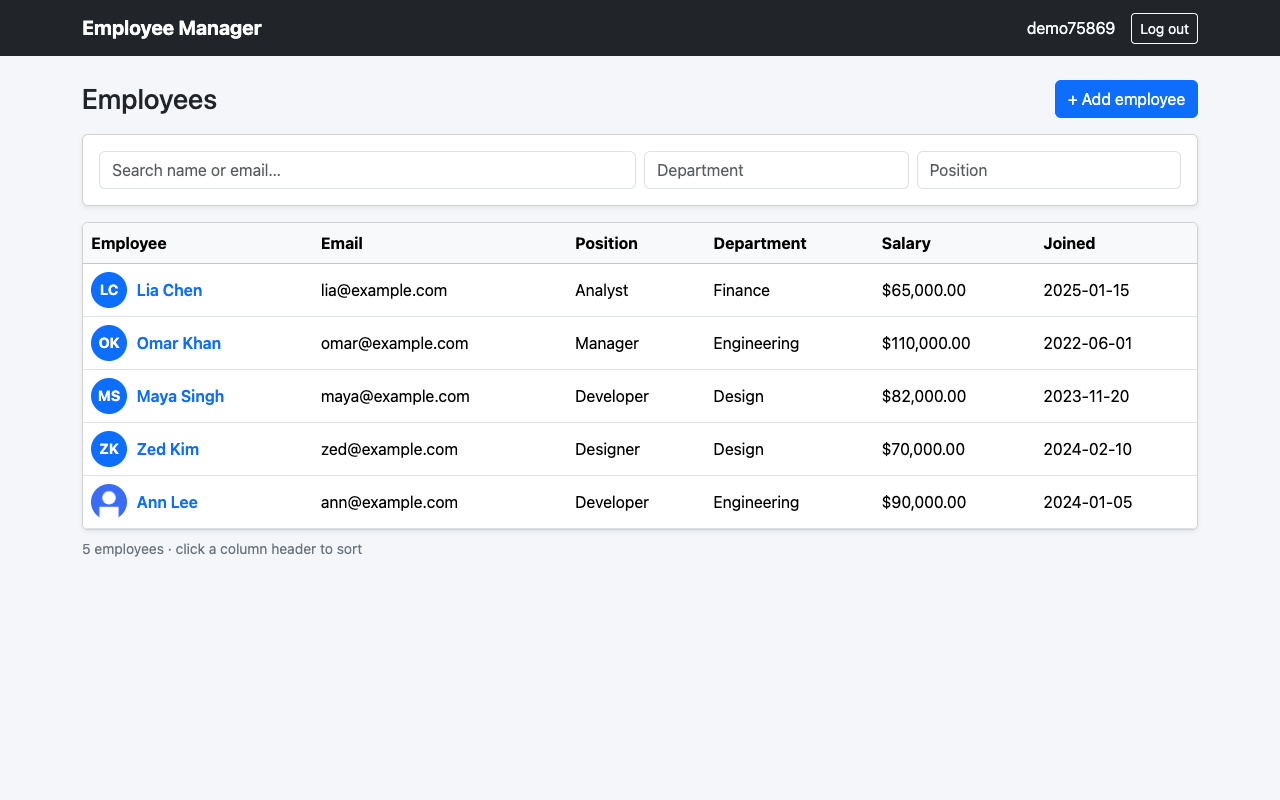 Employee Manager demo75869 Log out
Employees + Add employee
Search name or email... Department Position
Employee Email Position Department Salary Joined
LC Lia Chen lia@example.com Analyst Finance $65,000.00 2025-01-15
OK Omar Khan omar@example.com Manager Engineering $110,000.00 2022-06-01
MS Maya Singh maya@example.com Developer Design $82,000.00 2023-11-20
ZK Zed Kim zed@example.com Designer Design $70,000.00 2024-02-10
Ann Lee ann@example.com Developer Engineering $90,000.00 2024-01-05
5 employees · click a column header to sort